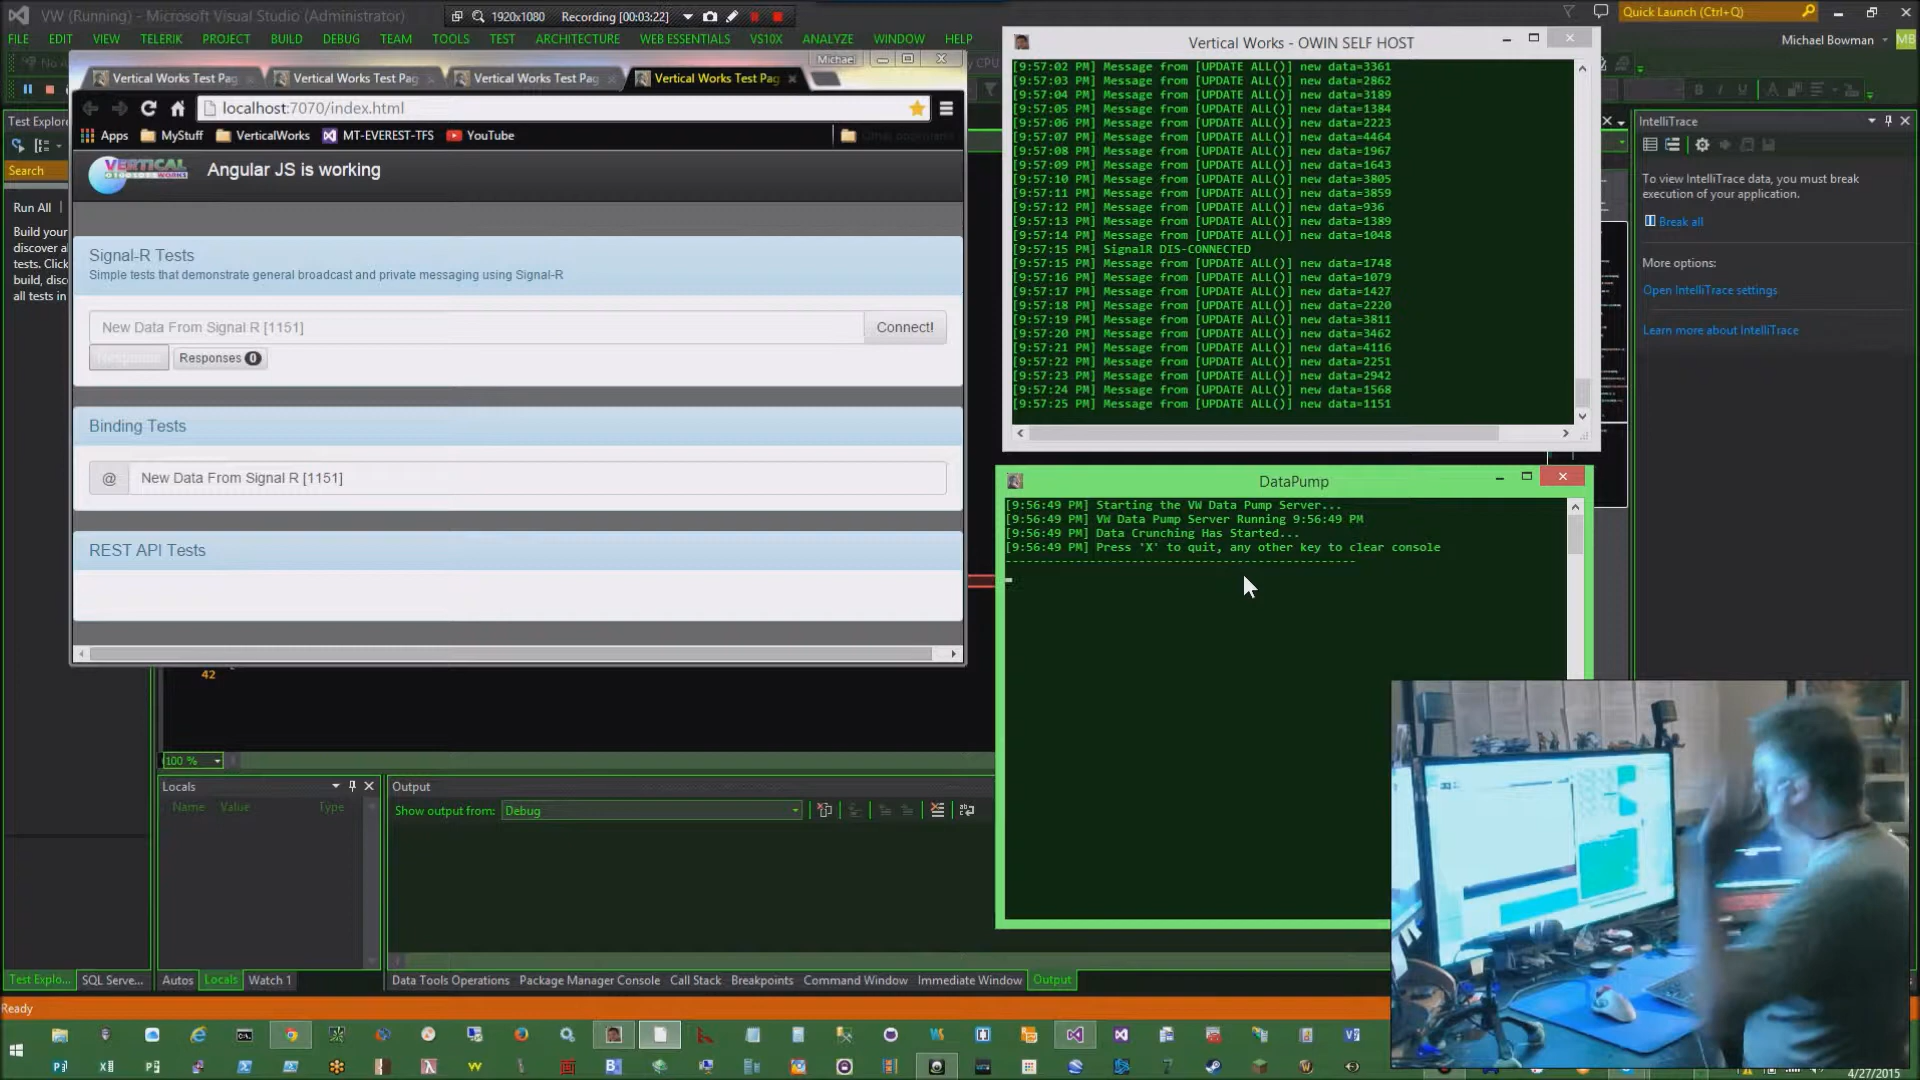 VW (Running) - Microsoft Visual Studio (Administrator)
1920x1080
Recording [00:03:22]
Quick Launch (Ctrl+Q)
FILE EDIT VIEW TELERIK PROJECT BUILD DEBUG TEAM TOOLS TEST ARCHITECTURE WEB ESSENTIALS VS10X ANALYZE WINDOW HELP
Michael Bowman
MB
Michae
Vertical Works Test Pag
Vertical Works Test Pag
Vertical Works Test Pag
Vertical Works Test Pag
localhost:7070/index.html
Apps MyStuff VerticalWorks MT-EVEREST-TFS YouTube Other bookmarks
VERTICAL
WORKS
Angular JS is working
Signal-R Tests
Simple tests that demonstrate general broadcast and private messaging using Signal-R
New Data From Signal R [1151]
Connect!
Responses 0
Binding Tests
@ New Data From Signal R [1151]
REST API Tests
Test Explo
Search
Run All
Build your
discover a
tests. Click
build, disc
all tests in
42
100 %
Locals
Name Value Type
Output
Show output from: Debug
Test Explo... SQL Serve...
Autos Locals Watch 1
Data Tools Operations Package Manager Console Call Stack Breakpoints Command Window Immediate Window Output
Ready
Vertical Works - OWIN SELF HOST
[9:57:02 PM] Message from [UPDATE ALL()] new data=3361
[9:57:03 PM] Message from [UPDATE ALL()] new data=2862
[9:57:04 PM] Message from [UPDATE ALL()] new data=3189
[9:57:05 PM] Message from [UPDATE ALL()] new data=1384
[9:57:06 PM] Message from [UPDATE ALL()] new data=2223
[9:57:07 PM] Message from [UPDATE ALL()] new data=4464
[9:57:08 PM] Message from [UPDATE ALL()] new data=1967
[9:57:09 PM] Message from [UPDATE ALL()] new data=1643
[9:57:10 PM] Message from [UPDATE ALL()] new data=3805
[9:57:11 PM] Message from [UPDATE ALL()] new data=3859
[9:57:12 PM] Message from [UPDATE ALL()] new data=936
[9:57:13 PM] Message from [UPDATE ALL()] new data=1389
[9:57:14 PM] Message from [UPDATE ALL()] new data=1048
[9:57:15 PM] SignalR DIS-CONNECTED
[9:57:15 PM] Message from [UPDATE ALL()] new data=1748
[9:57:16 PM] Message from [UPDATE ALL()] new data=1079
[9:57:17 PM] Message from [UPDATE ALL()] new data=1427
[9:57:18 PM] Message from [UPDATE ALL()] new data=2220
[9:57:19 PM] Message from [UPDATE ALL()] new data=3811
[9:57:20 PM] Message from [UPDATE ALL()] new data=3462
[9:57:21 PM] Message from [UPDATE ALL()] new data=4116
[9:57:22 PM] Message from [UPDATE ALL()] new data=2251
[9:57:23 PM] Message from [UPDATE ALL()] new data=2942
[9:57:24 PM] Message from [UPDATE ALL()] new data=1568
[9:57:25 PM] Message from [UPDATE ALL()] new data=1151
DataPump
[9:56:49 PM] Starting the VW Data Pump Server...
[9:56:49 PM] VW Data Pump Server Running 9:56:49 PM
[9:56:49 PM] Data Crunching Has Started...
[9:56:49 PM] Press 'X' to quit, any other key to clear console
--------------------------------------------------
IntelliTrace
To view IntelliTrace data, you must break
execution of your application.
Break all
More options:
Open IntelliTrace settings
Learn more about IntelliTrace
4/27/2015